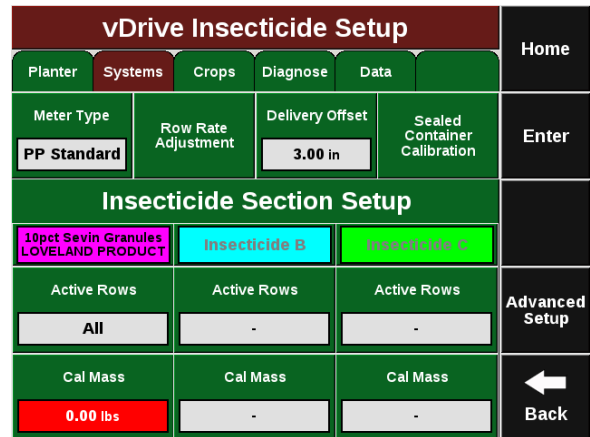 vDrive Insecticide Setup
Home
Planter
Systems
Crops
Diagnose
Data
Meter Type
PP Standard
Row Rate
Adjustment
Delivery Offset
3.00 in
Sealed
Container
Calibration
Enter
Insecticide Section Setup
10pct Sevin Granules
LOVELAND PRODUCT
Insecticide B
Insecticide C
Active Rows
Active Rows
Active Rows
All
-
-
Advanced
Setup
Cal Mass
Cal Mass
Cal Mass
0.00 lbs
-
-
Back